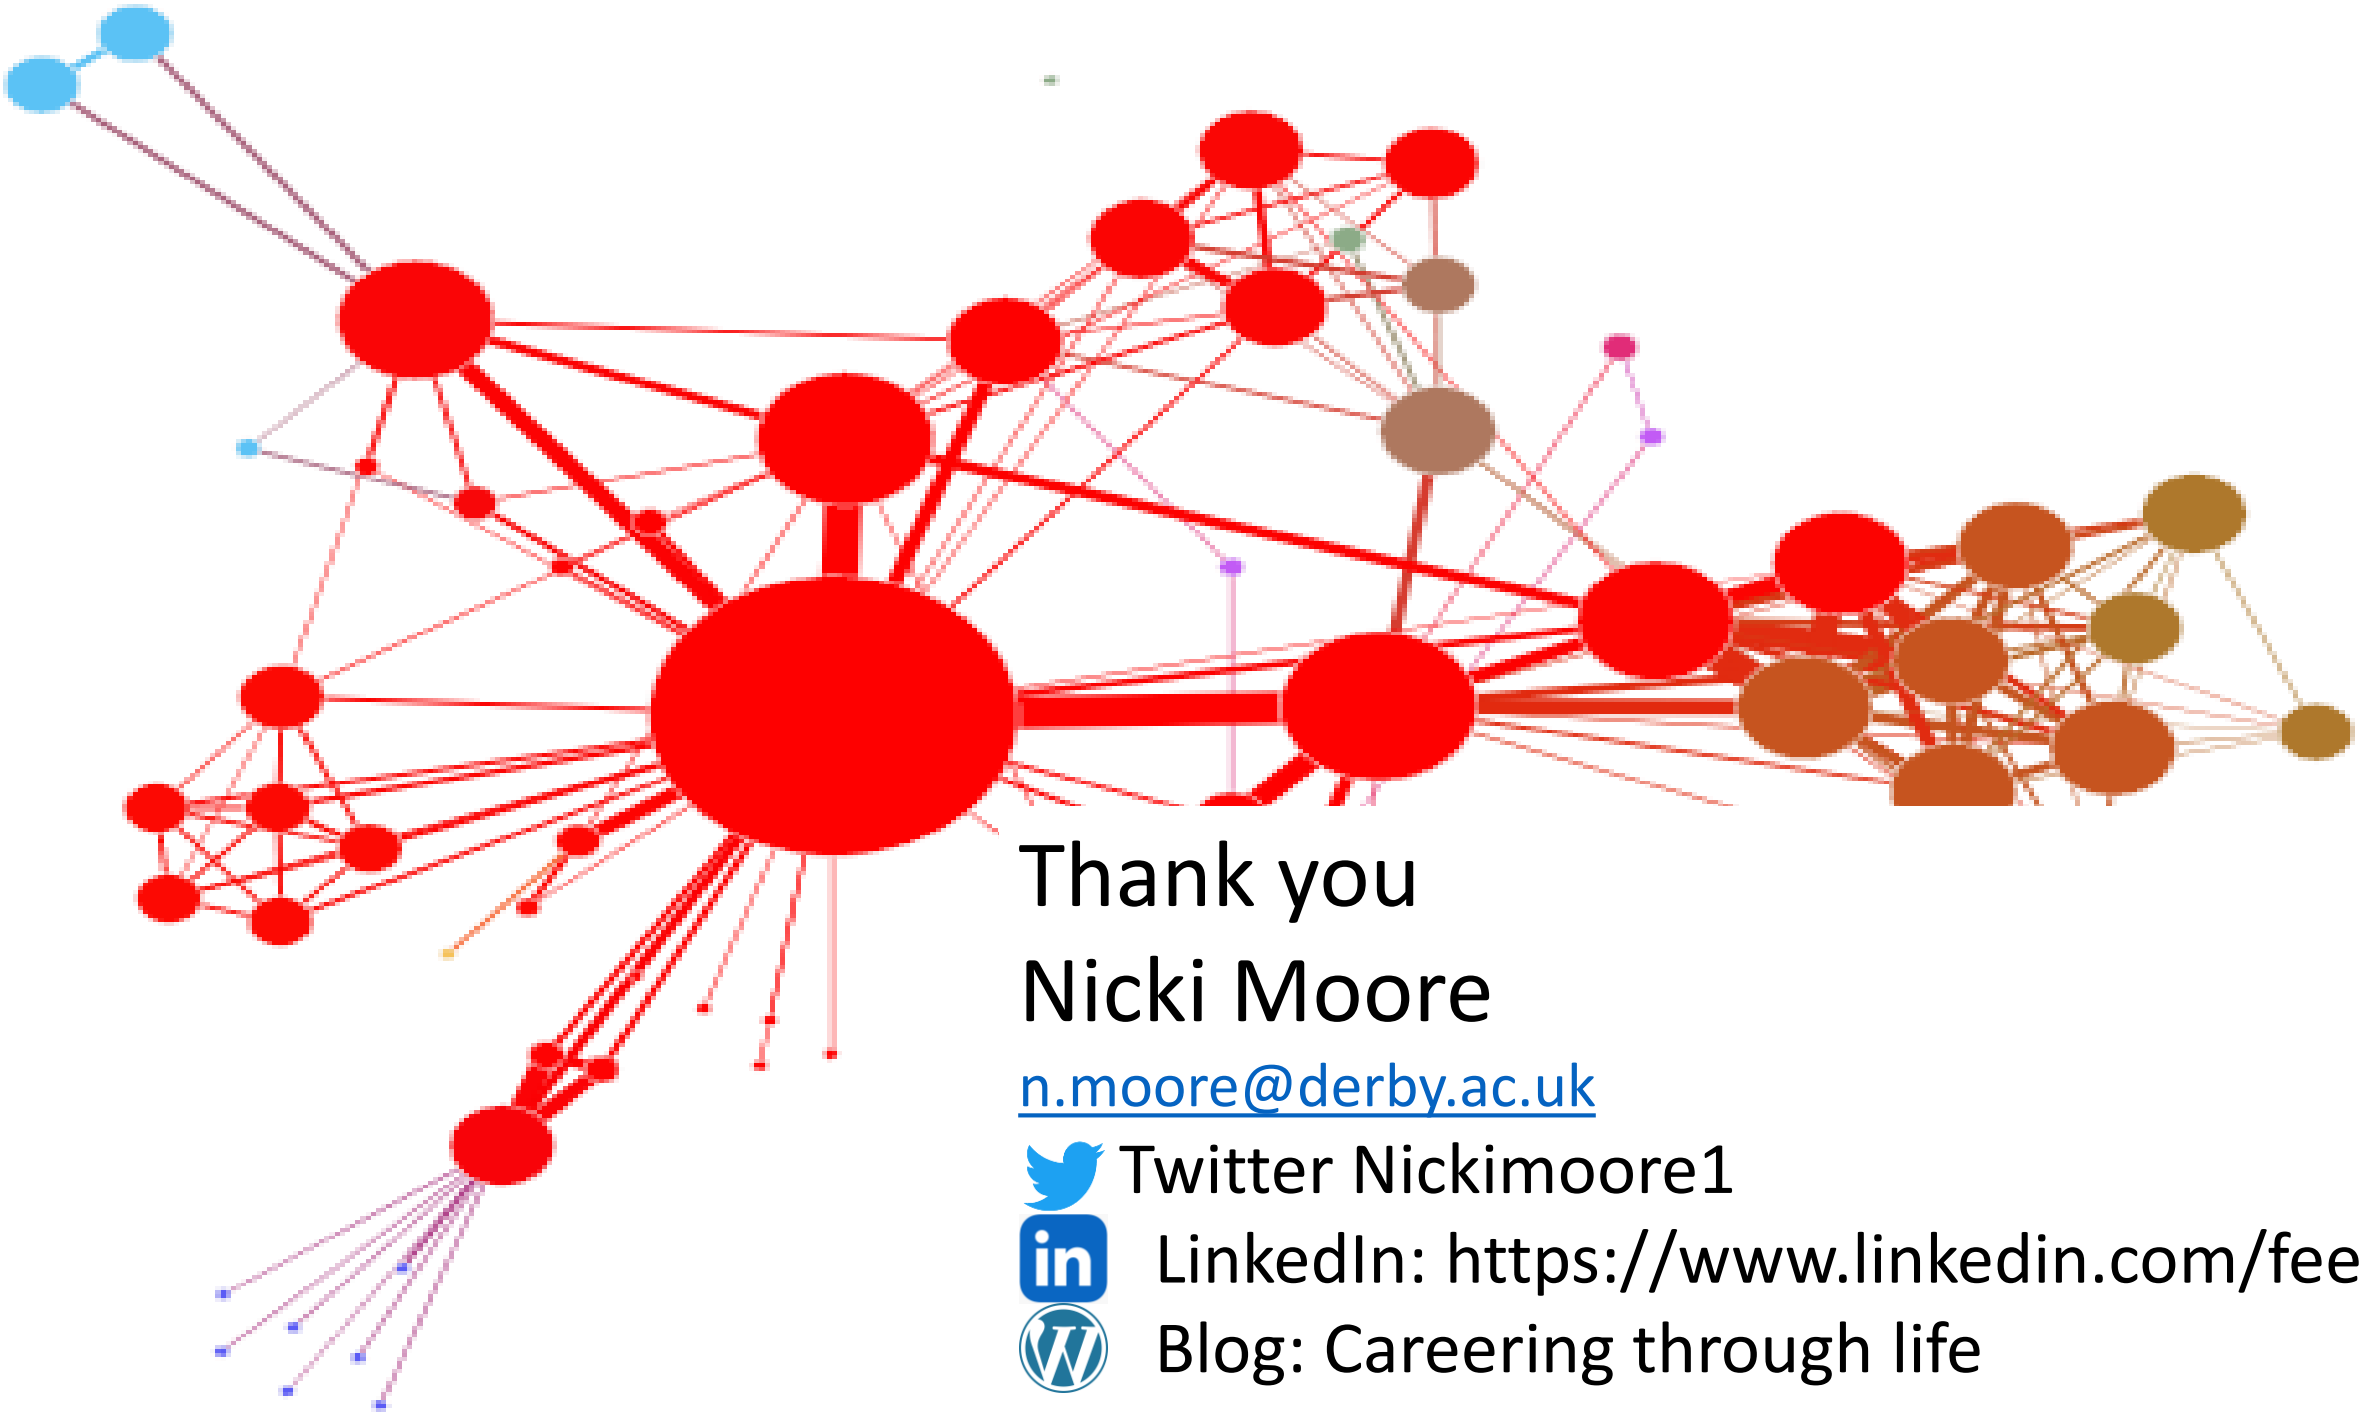 Thank you
Nicki Moore
n.moore@derby.ac.uk
Twitter Nickimoore1
in LinkedIn: https://www.linkedin.com/fee
Blog: Careering through life